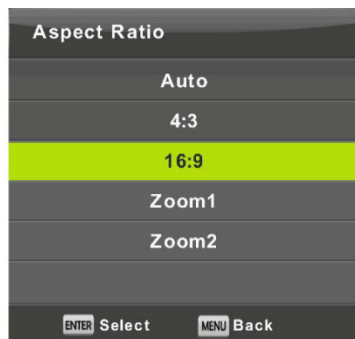 Aspect Ratio
Auto
4:3
16:9
Zoom1
Zoom2
ENTER Select MENU Back